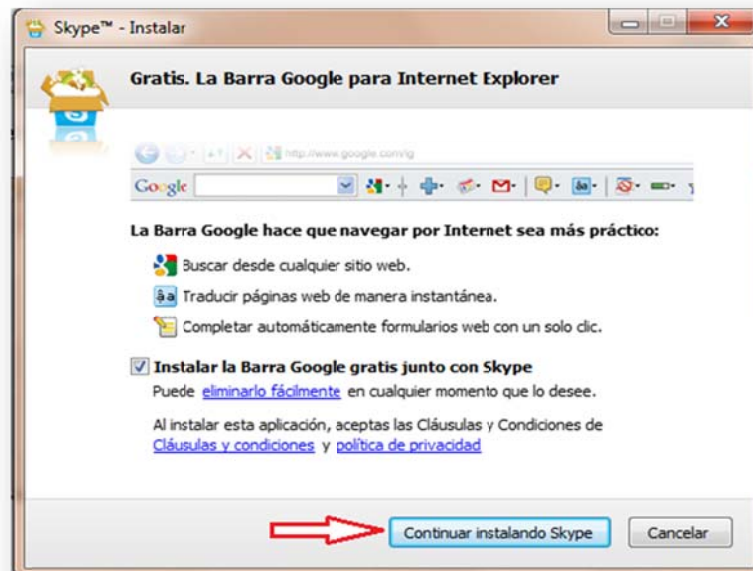 Skype™ - Instalar
Gratis. La Barra Google para Internet Explorer
http://www.google.com/ig
Google
La Barra Google hace que navegar por Internet sea más práctico:
Buscar desde cualquier sitio web.
Traducir páginas web de manera instantánea.
Completar automáticamente formularios web con un solo clic.
Instalar la Barra Google gratis junto con Skype
Puede eliminarlo fácilmente en cualquier momento que lo desee.
Al instalar esta aplicación, aceptas las Cláusulas y Condiciones de
Cláusulas y condiciones y política de privacidad
Continuar instalando Skype
Cancelar